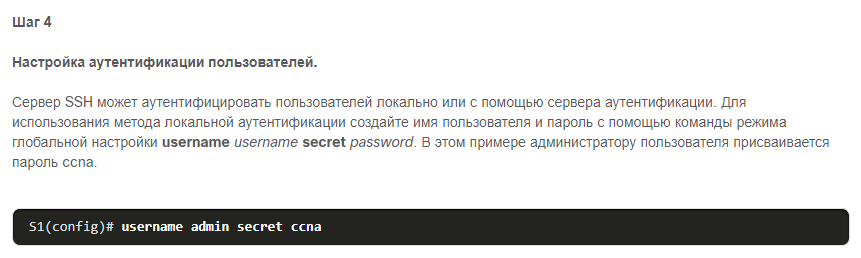 Шаг 4
Настройка аутентификации пользователей.
Сервер SSH может аутентифицировать пользователей локально или с помощью сервера аутентификации. Для
использования метода локальной аутентификации создайте имя пользователя и пароль с помощью команды режима
глобальной настройки username username secret password. В этом примере администратору пользователя присваивается
пароль ccna.
S1(config)# username admin secret ccna